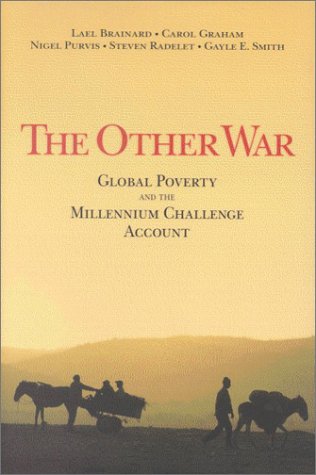 LAEL BRAINARD • CAROL GRAHAM
NIGEL PURVIS • STEVEN RADELET • GAYLE E. SMITH
THE OTHER WAR
GLOBAL POVERTY
AND THE
MILLENNIUM CHALLENGE
ACCOUNT